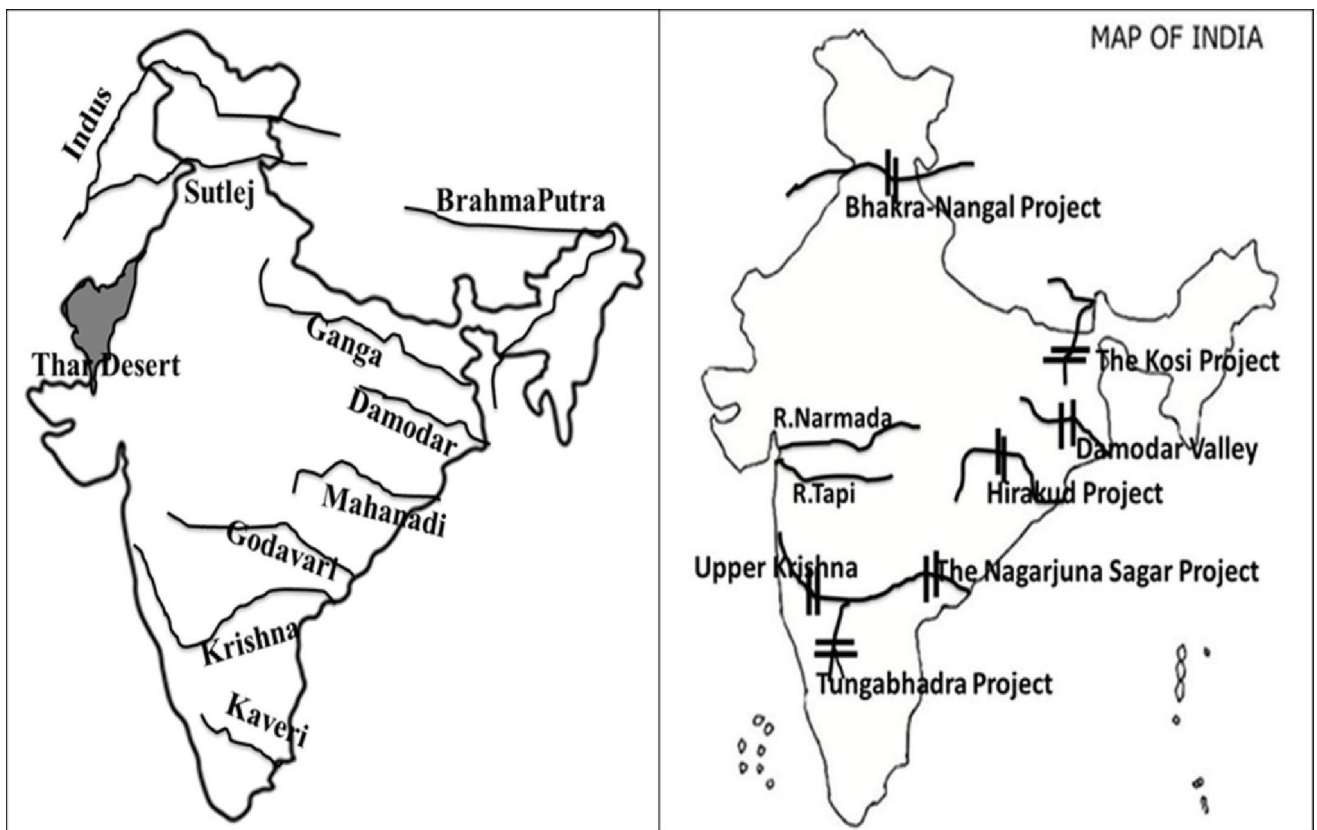 Indus
Sutlej
BrahmaPutra
Thar Desert
Ganga
Damodar
Mahanadi
Godavari
Krishna
Kaveri
MAP OF INDIA
Bhakra-Nangal Project
The Kosi Project
R.Narmada
Damodar Valley
R.Tapi
Hirakud Project
Upper Krishna
The Nagarjuna Sagar Project
Tungabhadra Project